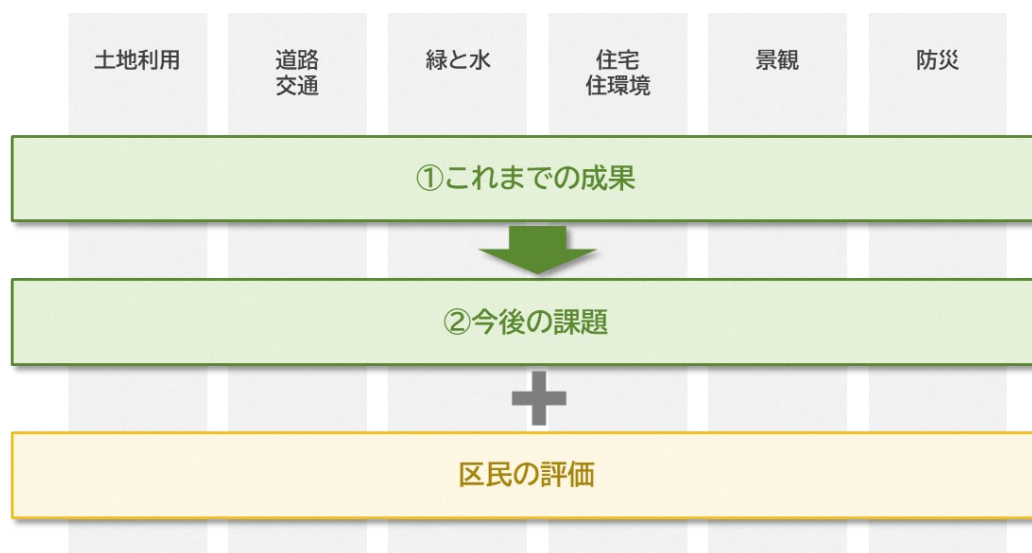 土地利用
道路
交通
緑と水
住宅
住環境
景観
防災
①これまでの成果
②今後の課題
区民の評価